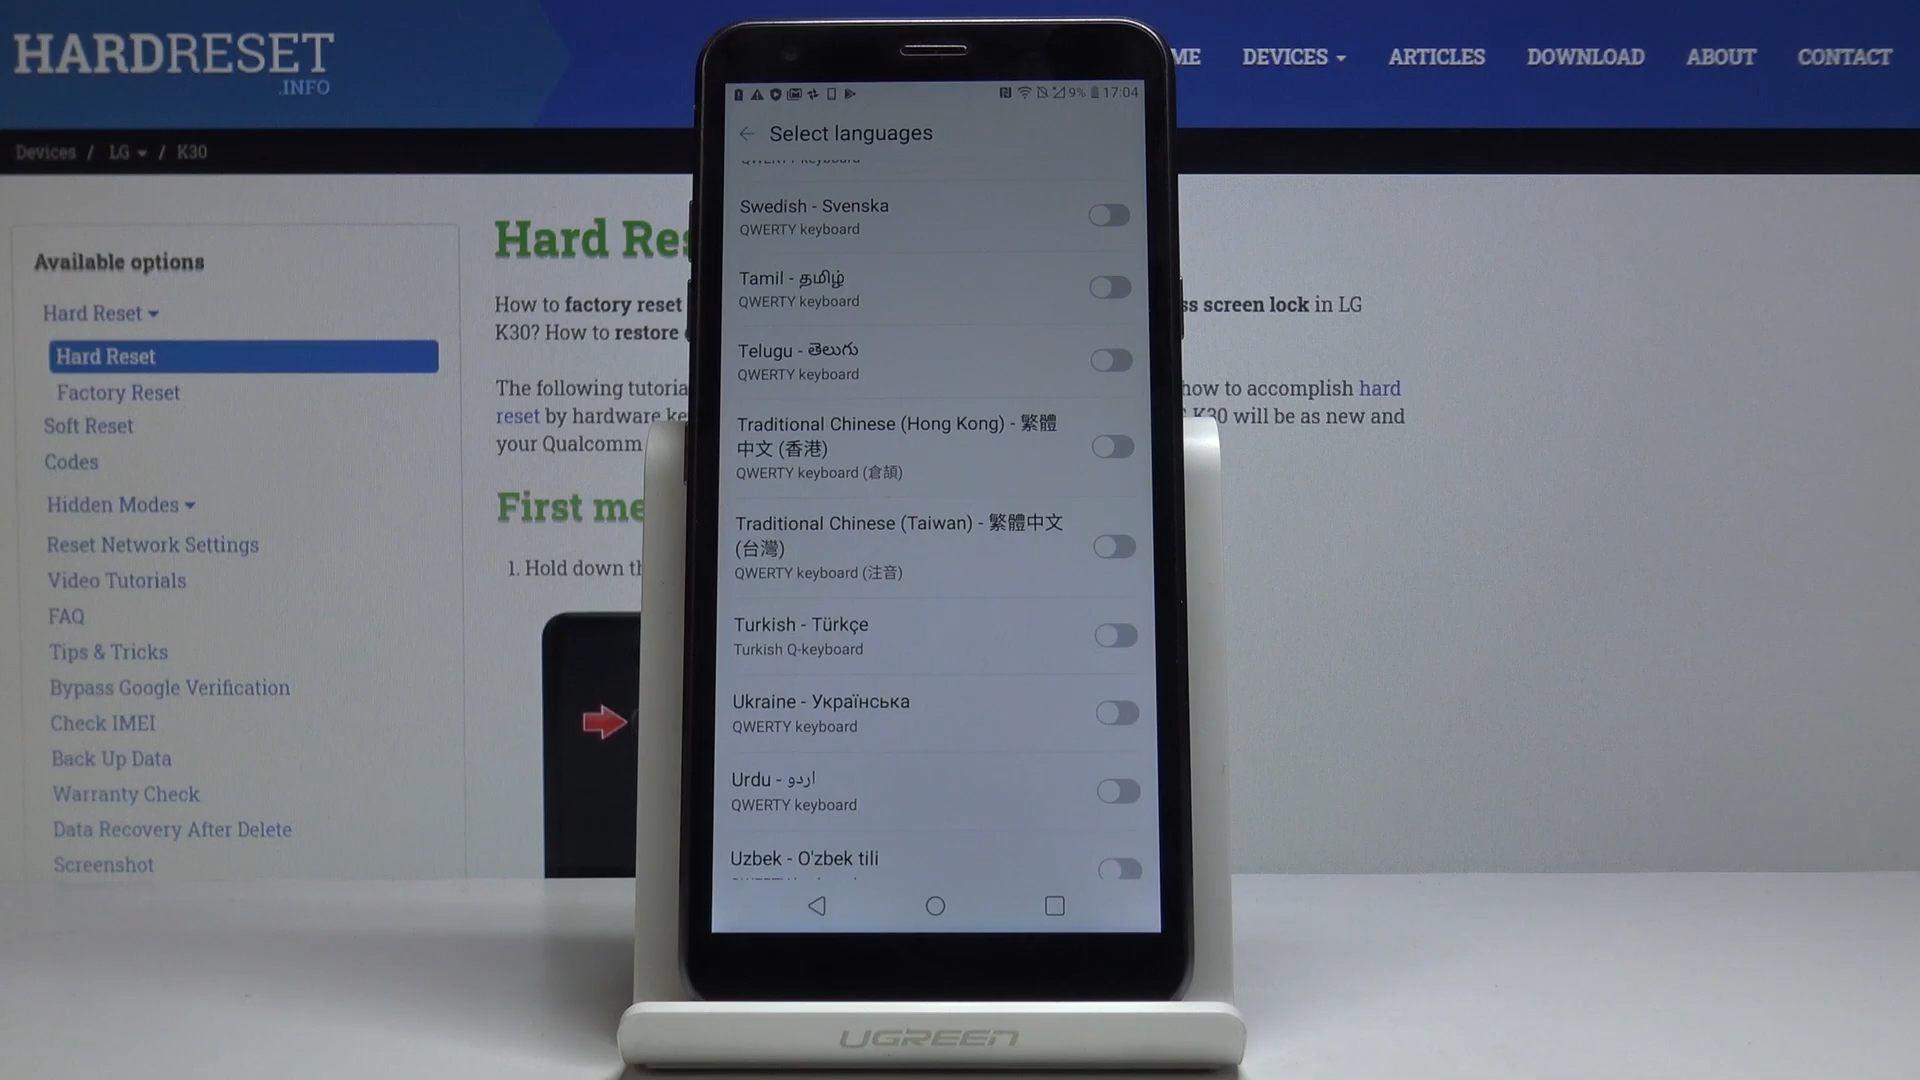 HARDRESET
.INFO
DEVICES
ARTICLES
DOWNLOAD
ABOUT
CONTACT
Devices / LG / K30
Available options
Hard Reset
Hard Reset
Factory Reset
Soft Reset
Codes
Hidden Modes
Reset Network Settings
Video Tutorials
FAQ
Tips & Tricks
Bypass Google Verification
Check IMEI
Back Up Data
Warranty Check
Data Recovery After Delete
Screenshot
Hard
How to factory reset
screen lock in LG
K30? How to restore
The following
how to accomplish hard
reset by hardware
K30 will be as new and
your Qualcomm
First
1. Hold down
9% 17:04
Select languages
Swedish - Svenska
QWERTY keyboard
Tamil - தமிழ்
QWERTY keyboard
Telugu - తెలుగు
QWERTY keyboard
Traditional Chinese (Hong Kong) - 繁體
中文 (香港)
QWERTY keyboard (倉頡)
Traditional Chinese (Taiwan) - 繁體中文
(台灣)
QWERTY keyboard (注音)
Turkish - Türkçe
Turkish Q-keyboard
Ukraine - Українська
QWERTY keyboard
Urdu - اردو
QWERTY keyboard
Uzbek - O'zbek tili
UGREEN